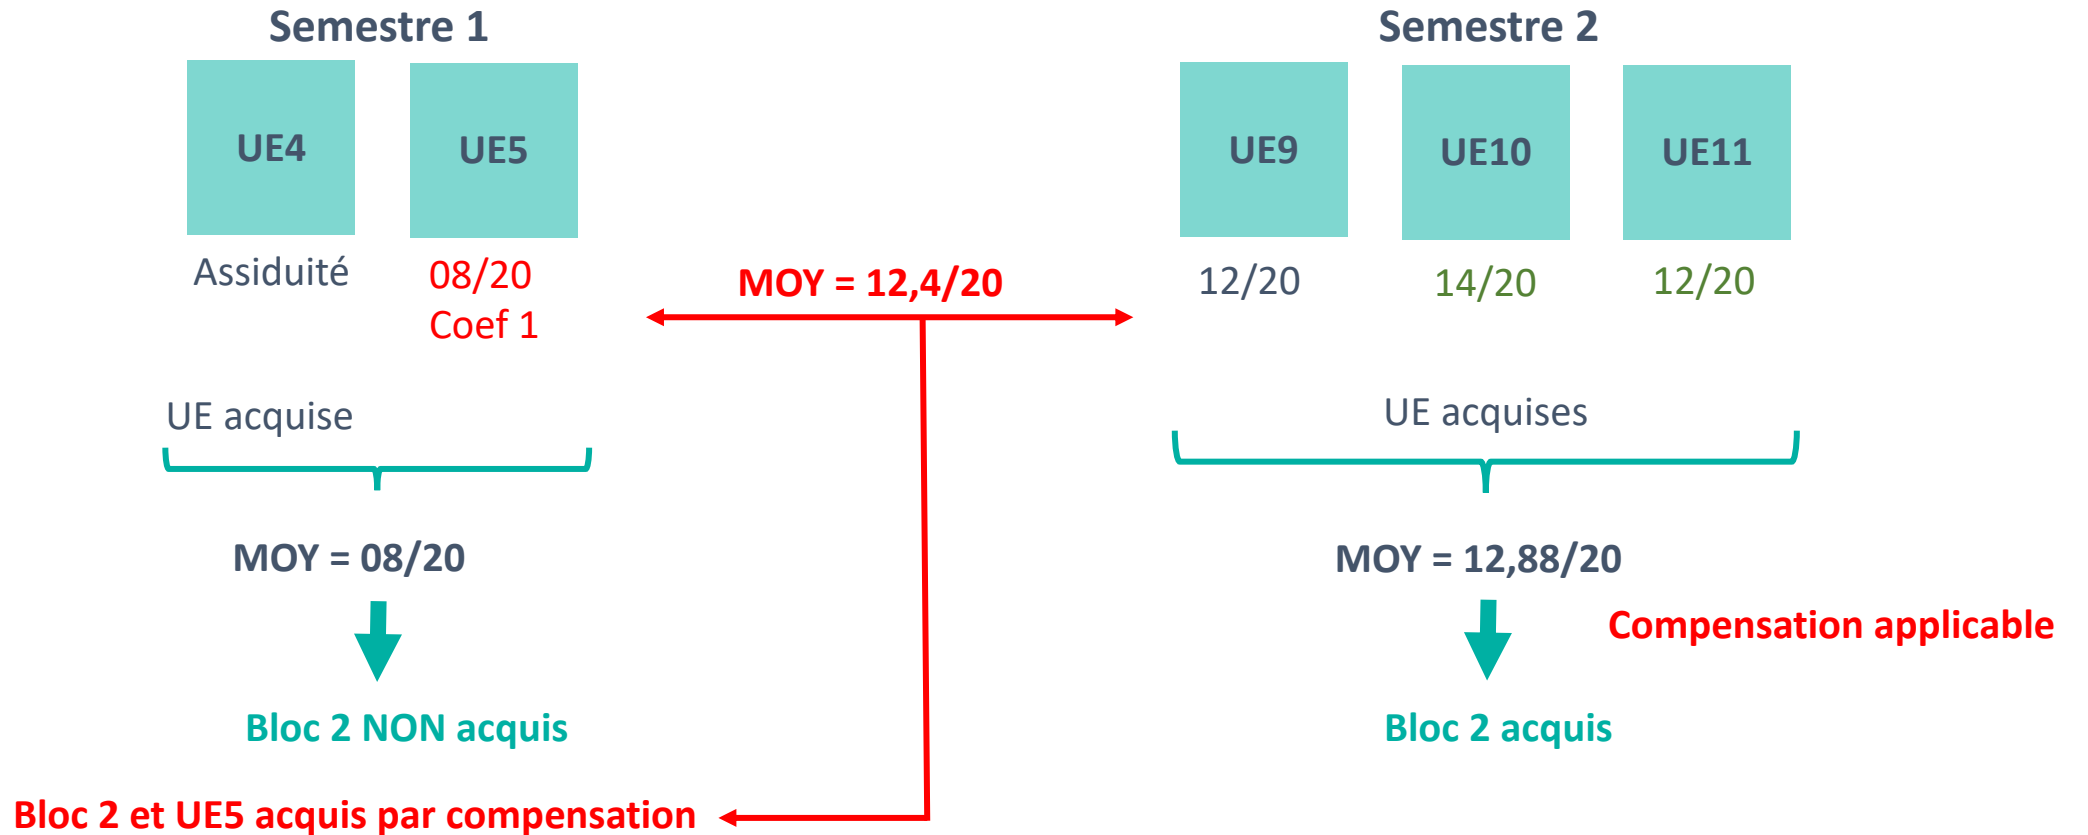 Semestre 1
Semestre 2
UE4
UE5
UE9
UE10
UE11
Assiduité
08/20
Coef 1
MOY = 12,4/20
12/20
14/20
12/20
UE acquise
UE acquises
MOY = 08/20
MOY = 12,88/20
Compensation applicable
Bloc 2 NON acquis
Bloc 2 acquis
Bloc 2 et UE5 acquis par compensation